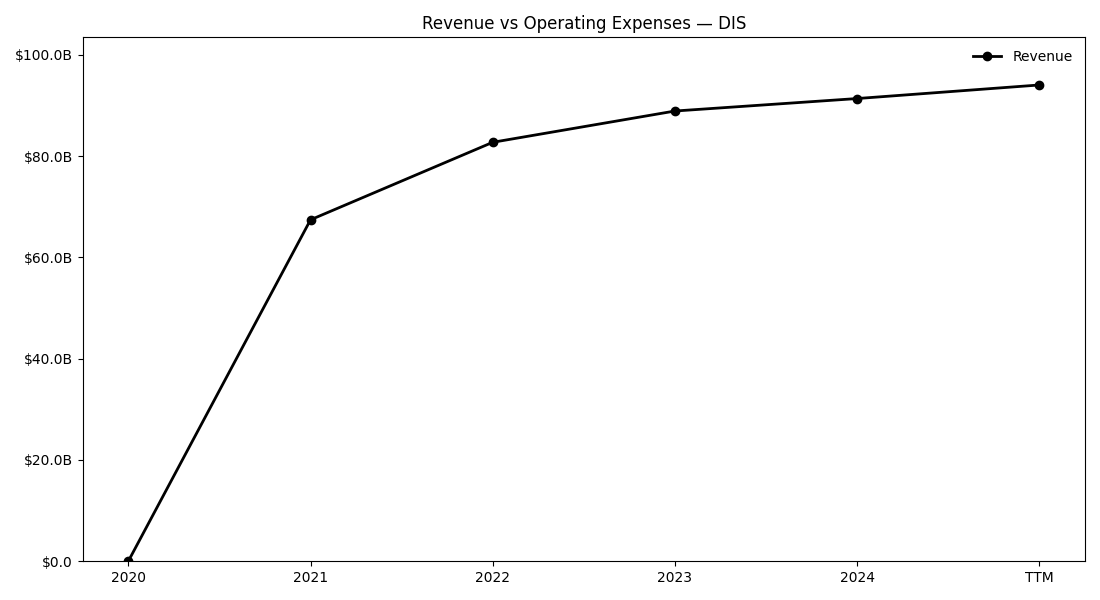 Revenue vs Operating Expenses — DIS
$100.0B
Revenue
$80.0B
$60.0B
$40.0B
$20.0B
$0.0
2020 2021 2022 2023 2024 TTM